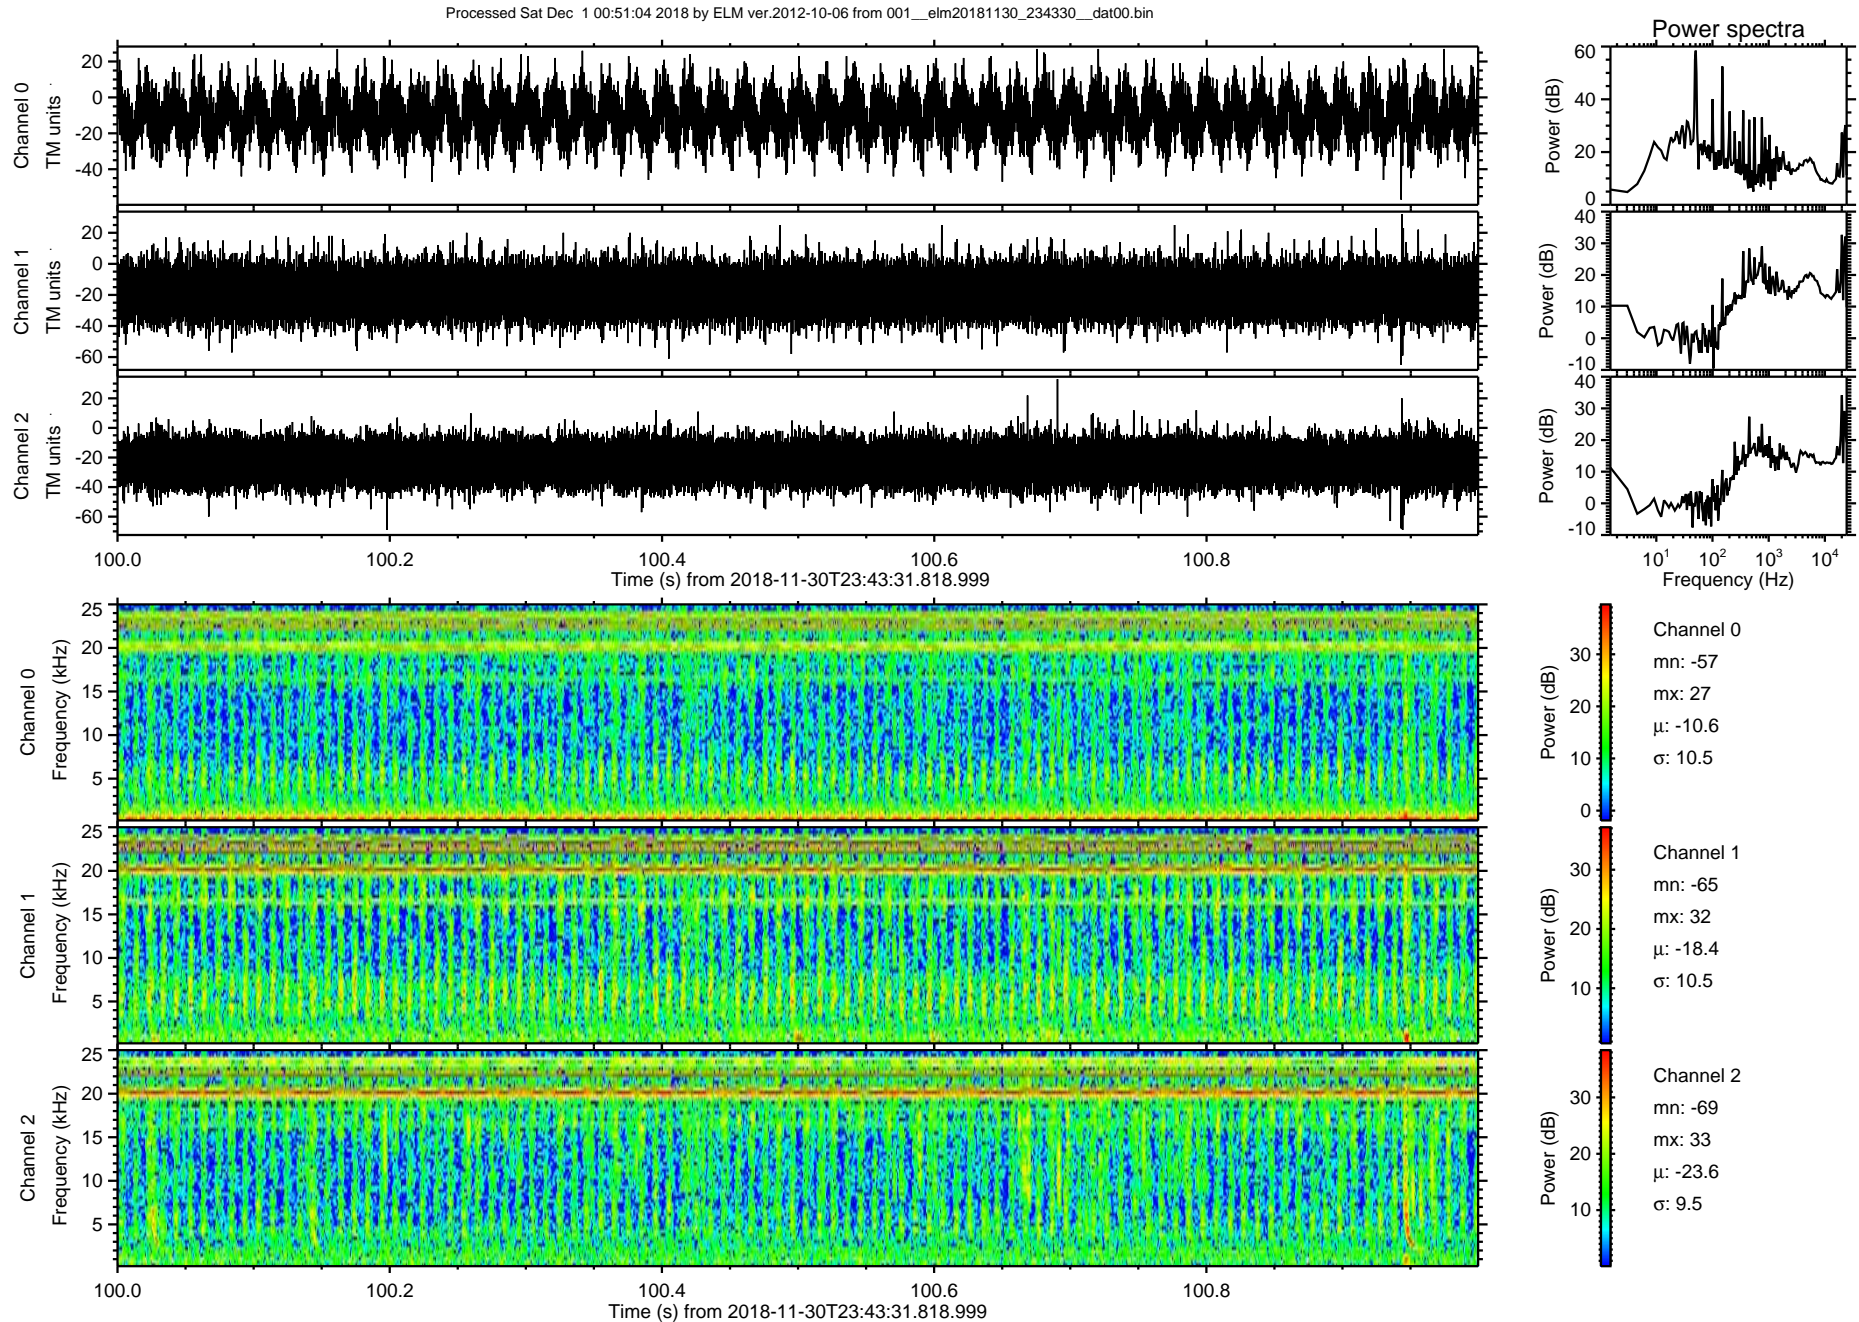 Processed Sat Dec  1 00:51:04 2018 by ELM ver.2012-10-06 from 001__elm20181130_234330__dat00.bin
Power spectra
Channel 0
TM units
20
0
-20
-40
Power (dB)
60
40
20
0
Channel 1
TM units
20
0
-20
-40
-60
Power (dB)
40
30
20
10
0
-10
Channel 2
TM units
20
0
-20
-40
-60
Power (dB)
40
30
20
10
0
-10
100.0 100.2 100.4 100.6 100.8
Time (s) from 2018-11-30T23:43:31.818.999
10^1 10^2 10^3 10^4
Frequency (Hz)
Channel 0
Frequency (kHz)
25
20
15
10
5
Power (dB)
30
20
10
0
Channel 0
mn: -57
mx: 27
μ: -10.6
σ: 10.5
Channel 1
Frequency (kHz)
25
20
15
10
5
Power (dB)
30
20
10
Channel 1
mn: -65
mx: 32
μ: -18.4
σ: 10.5
Channel 2
Frequency (kHz)
25
20
15
10
5
Power (dB)
30
20
10
Channel 2
mn: -69
mx: 33
μ: -23.6
σ: 9.5
100.0 100.2 100.4 100.6 100.8
Time (s) from 2018-11-30T23:43:31.818.999